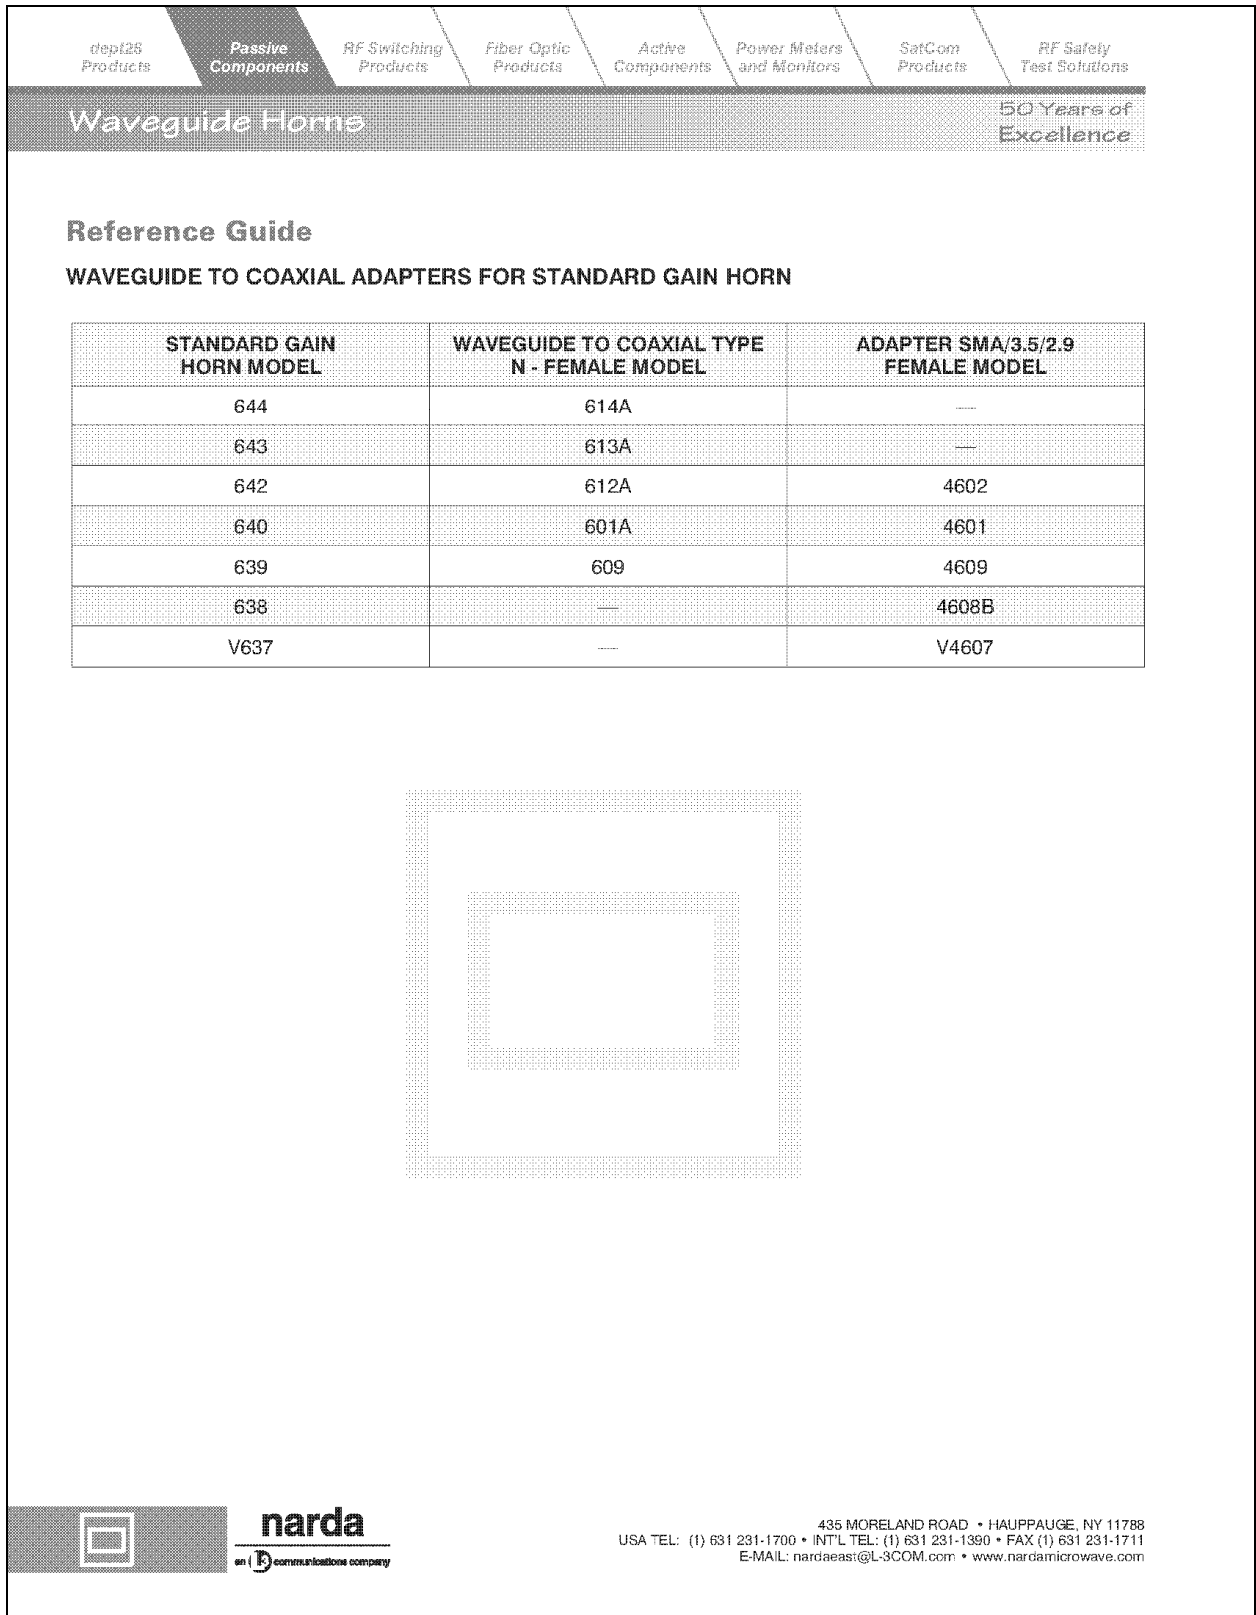 dept26 Products
Passive Components
RF Switching Products
Fiber Optic Products
Active Components
Power Meters and Monitors
SatCom Products
RF Safety Test Solutions
Waveguide Horns
50 Years of
Excellence
Reference Guide
WAVEGUIDE TO COAXIAL ADAPTERS FOR STANDARD GAIN HORN
STANDARD GAIN HORN MODEL
WAVEGUIDE TO COAXIAL TYPE N - FEMALE MODEL
ADAPTER SMA/3.5/2.9 FEMALE MODEL
644 614A —
643 613A —
642 612A 4602
640 601A 4601
639 609 4609
638 — 4608B
V637 — V4607
narda
an L3 communications company
435 MORELAND ROAD • HAUPPAUGE, NY 11788
USA TEL: (1) 631 231-1700 • INT'L TEL: (1) 631 231-1390 • FAX (1) 631 231-1711
E-MAIL: nardaeast@L-3COM.com • www.nardamicrowave.com